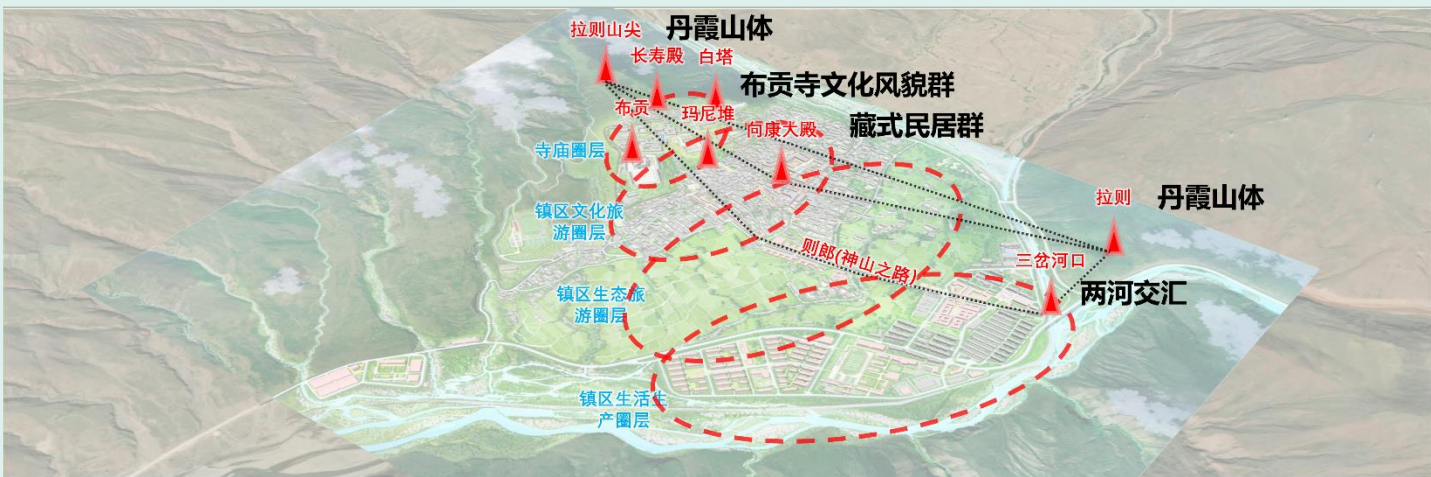 拉则山尖
丹霞山体
长寿殿
白塔
布贡寺文化风貌群
布贡
玛尼堆
问康大殿
藏式民居群
寺庙圈层
镇区文化旅
游圈层
拉则
丹霞山体
则郎(神山之路)
三岔河口
两河交汇
镇区生态旅
游圈层
镇区生活生
产圈层